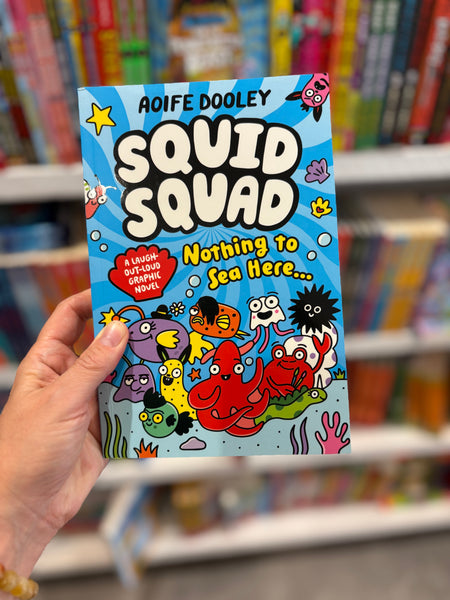 AOIFE DOOLEY
SQUID
SQUAD
A LAUGH-
OUT-LOUD
GRAPHIC
NOVEL
Nothing to
Sea Here...